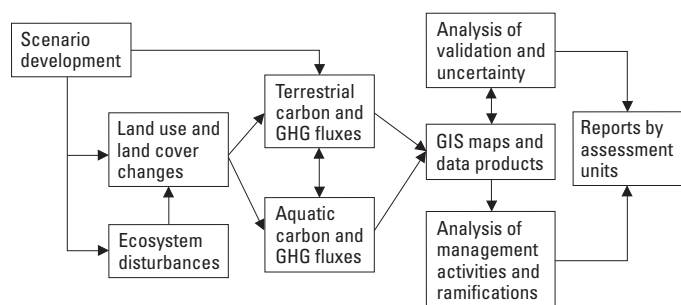 Scenario
development
Land use and
land cover
changes
Ecosystem
disturbances
Terrestrial
carbon and
GHG fluxes
Aquatic
carbon and
GHG fluxes
Analysis of
validation and
uncertainty
GIS maps and
data products
Analysis of
management
activities and
ramifications
Reports by
assessment
units